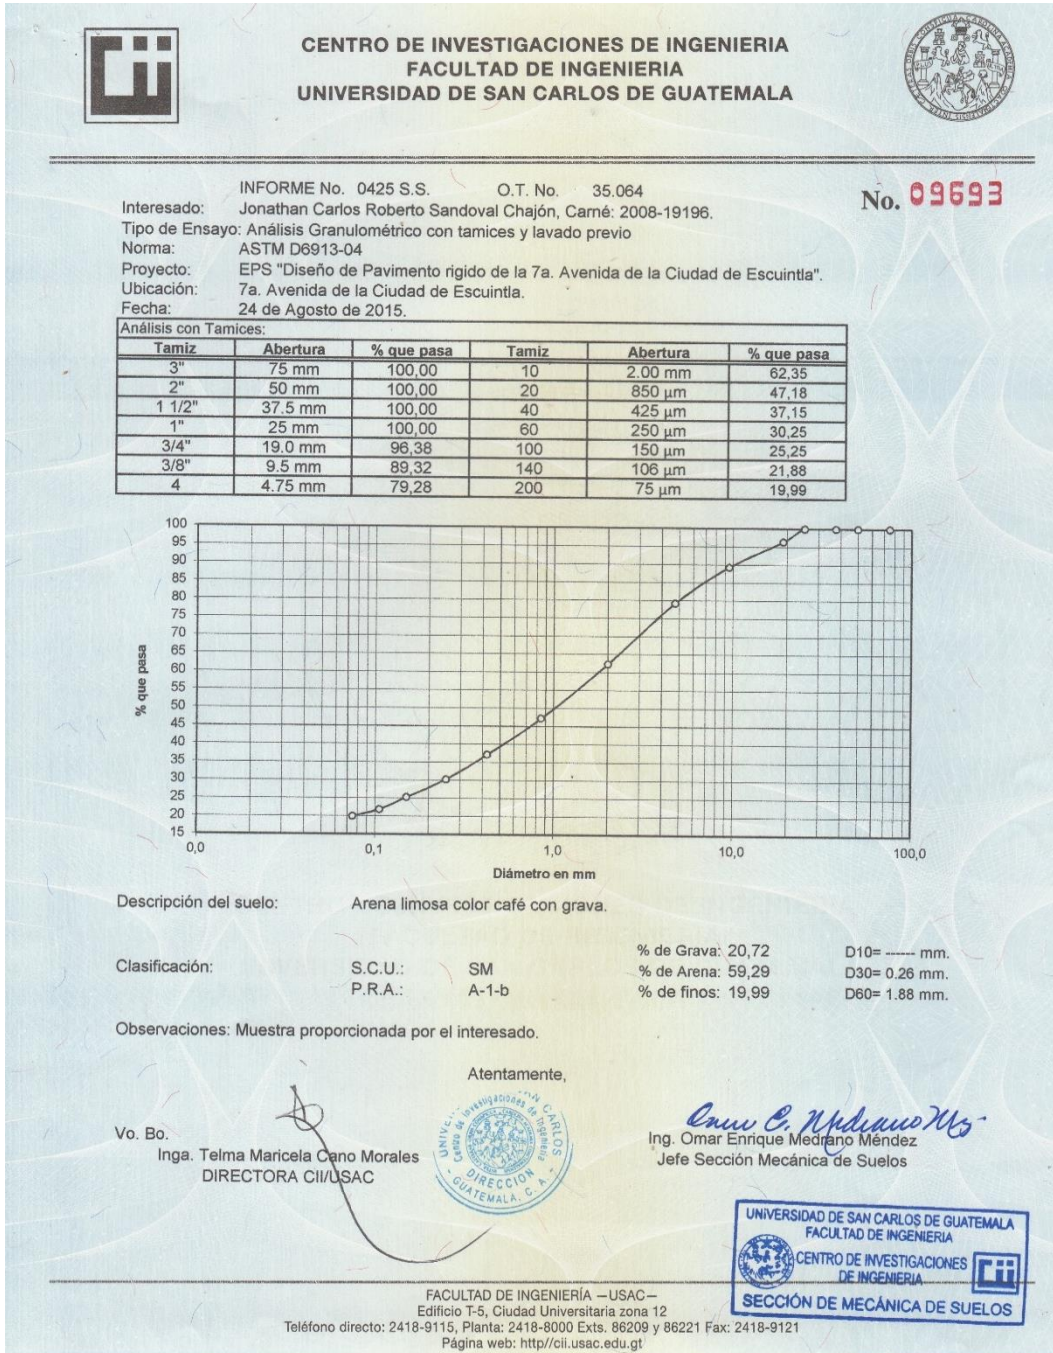 Cii
CENTRO DE INVESTIGACIONES DE INGENIERIA
FACULTAD DE INGENIERIA
UNIVERSIDAD DE SAN CARLOS DE GUATEMALA
INFORME No. 0425 S.S. O.T. No. 35.064
No. 09693
Interesado: Jonathan Carlos Roberto Sandoval Chajón, Carné: 2008-19196.
Tipo de Ensayo: Análisis Granulométrico con tamices y lavado previo
Norma: ASTM D6913-04
Proyecto: EPS "Diseño de Pavimento rigido de la 7a. Avenida de la Ciudad de Escuintla".
Ubicación: 7a. Avenida de la Ciudad de Escuintla.
Fecha: 24 de Agosto de 2015.
Análisis con Tamices:
Tamiz Abertura % que pasa Tamiz Abertura % que pasa
3" 75 mm 100,00 10 2.00 mm 62,35
2" 50 mm 100,00 20 850 µm 47,18
1 1/2" 37.5 mm 100,00 40 425 µm 37,15
1" 25 mm 100,00 60 250 µm 30,25
3/4" 19.0 mm 96,38 100 150 µm 25,25
3/8" 9.5 mm 89,32 140 106 µm 21,88
4 4.75 mm 79,28 200 75 µm 19,99
100
95
90
85
80
75
70
65
60
55
50
45
40
35
30
25
20
15
% que pasa
0,0 0,1 1,0 10,0 100,0
Diámetro en mm
Descripción del suelo: Arena limosa color café con grava.
% de Grava: 20,72 D10= ------ mm.
Clasificación: S.C.U.: SM % de Arena: 59,29 D30= 0.26 mm.
P.R.A.: A-1-b % de finos: 19,99 D60= 1.88 mm.
Observaciones: Muestra proporcionada por el interesado.
Atentamente,
Vo. Bo.
Inga. Telma Maricela Cano Morales
DIRECTORA CII/USAC
SAN CARLOS
Centro de Investigaciones de Ingeniería
DIRECCION
GUATEMALA, C. A.
Ing. Omar Enrique Medrano Méndez
Jefe Sección Mecánica de Suelos
UNIVERSIDAD DE SAN CARLOS DE GUATEMALA
FACULTAD DE INGENIERIA
CENTRO DE INVESTIGACIONES
DE INGENIERIA
Cii
SECCIÓN DE MECÁNICA DE SUELOS
FACULTAD DE INGENIERÍA —USAC—
Edificio T-5, Ciudad Universitaria zona 12
Teléfono directo: 2418-9115, Planta: 2418-8000 Exts. 86209 y 86221 Fax: 2418-9121
Página web: http//cii.usac.edu.gt